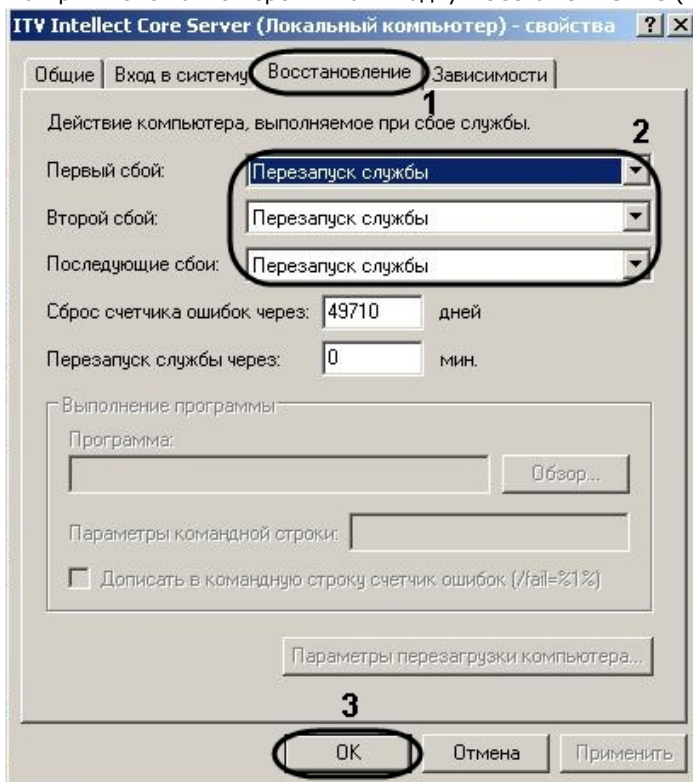 ITV Intellect Core Server (Локальный компьютер) - свойства
Общие Вход в систему Восстановление Зависимости
1
Действие компьютера, выполняемое при сбое службы.
2
Первый сбой: Перезапуск службы
Второй сбой: Перезапуск службы
Последующие сбои: Перезапуск службы
Сброс счетчика ошибок через: 49710 дней
Перезапуск службы через: 0 мин.
Выполнение программы
Программа:
Обзор...
Параметры командной строки:
Дописать в командную строку счетчик ошибок (/fail=%1%)
Параметры перезагрузки компьютера...
3
OK Отмена Применить